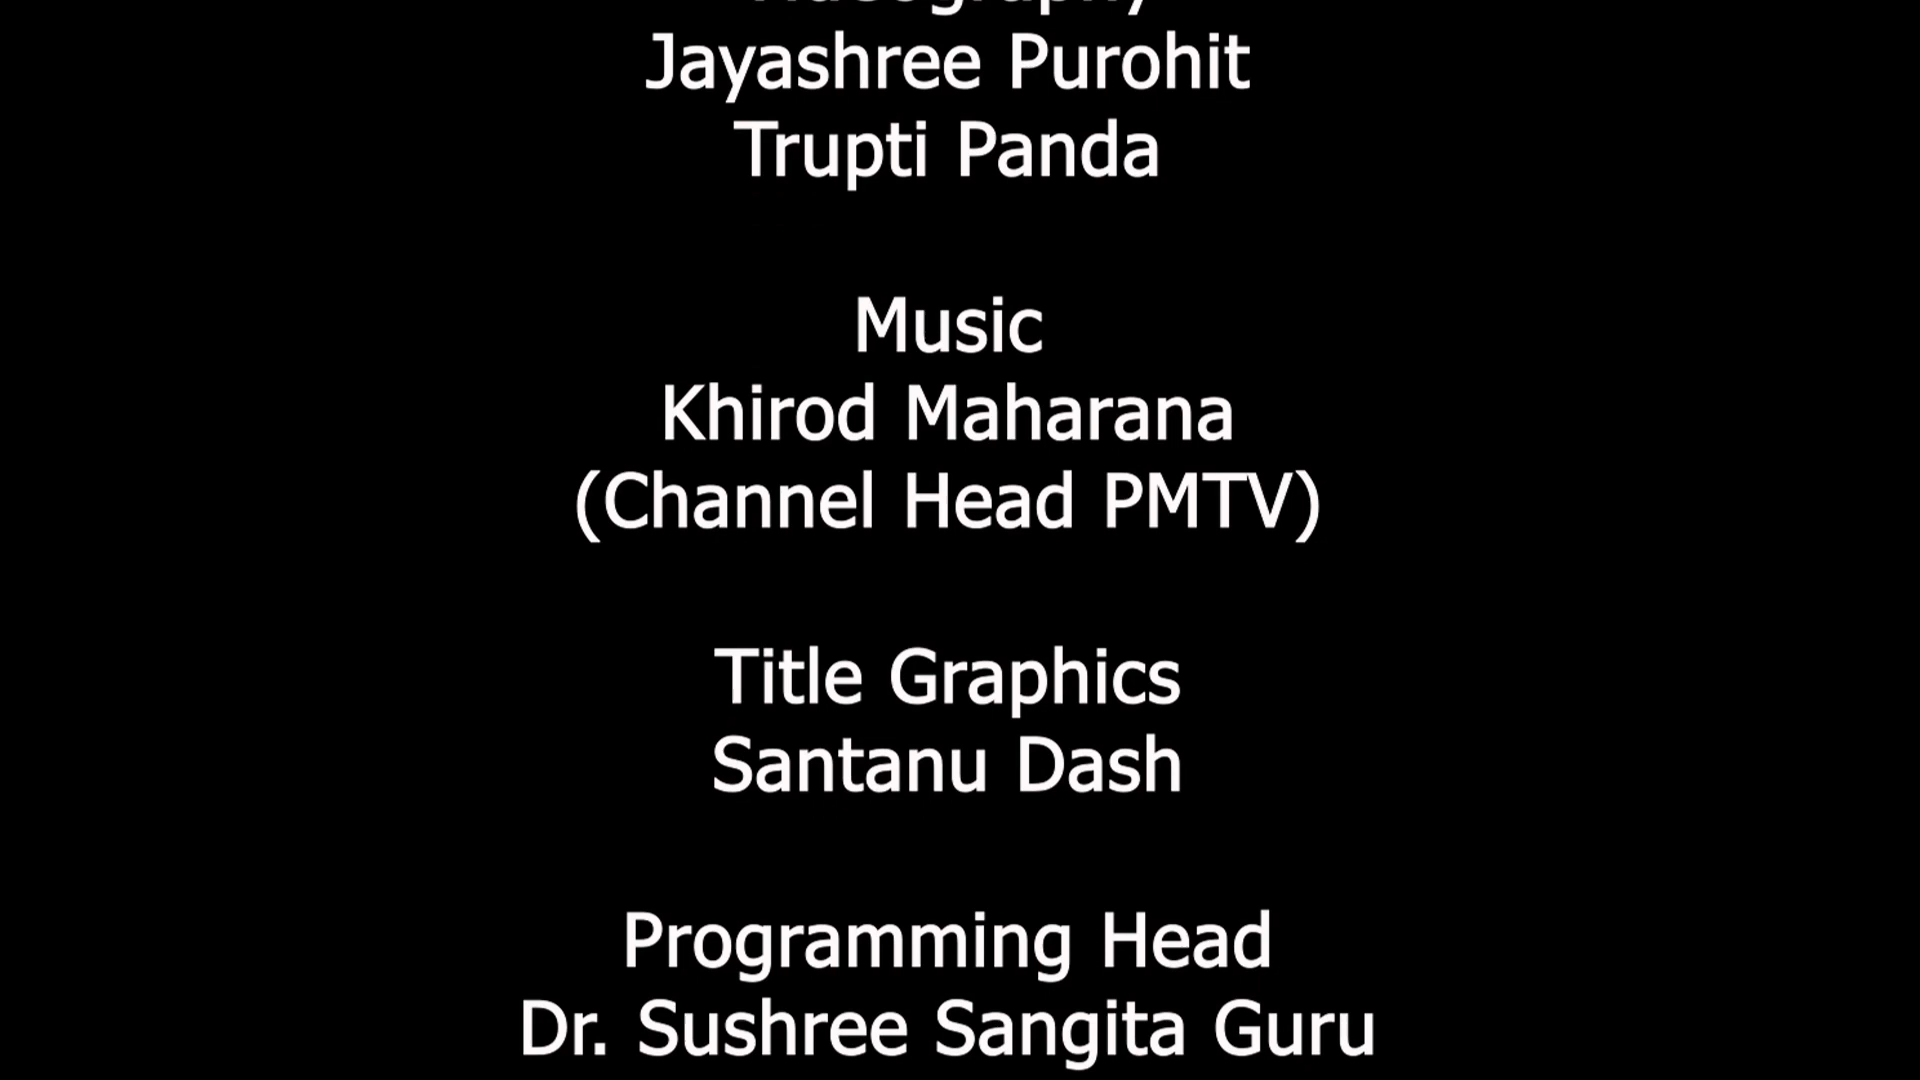 Videography
Jayashree Purohit
Trupti Panda
Music
Khirod Maharana
(Channel Head PMTV)
Title Graphics
Santanu Dash
Programming Head
Dr. Sushree Sangita Guru